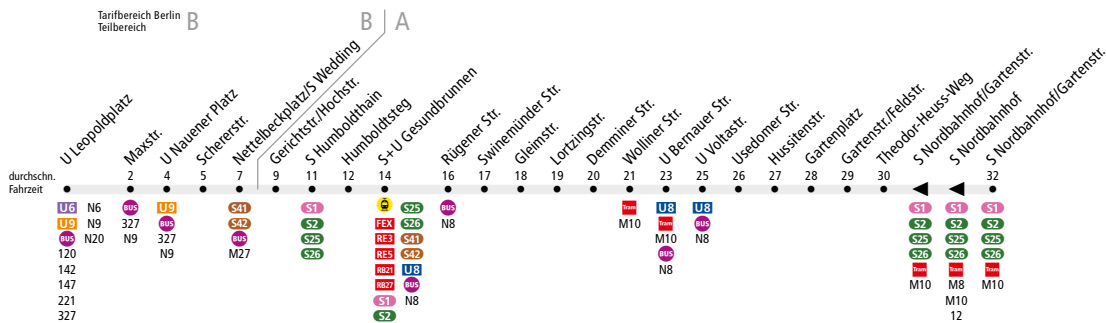 Tarifbereich Berlin
Teilbereich
B
B
A
U Leopoldplatz
Maxstr.
U Nauener Platz
Schererstr.
Nettelbeckplatz/S Wedding
Gerichtstr./Hochstr.
S Humboldthain
Humboldtsteg
S+U Gesundbrunnen
Rügener Str.
Swinemünder Str.
Gleimstr.
Lortzingstr.
Demminer Str.
Wolliner Str.
U Bernauer Str.
U Voltastr.
Usedomer Str.
Hussitenstr.
Gartenplatz
Gartenstr./Feldstr.
Theodor-Heuss-Weg
S Nordbahnhof/Gartenstr.
S Nordbahnhof
S Nordbahnhof/Gartenstr.
durchschn.
Fahrzeit
2 4 5 7 9 11 12 14 16 17 18 19 20 21 23 25 26 27 28 29 30 32
U6 N6
U9 N9
BUS N20
120
142
147
221
327
BUS
327
N9
U9
BUS
327
N9
S41
S42
BUS
M27
S1
S2
S25
S26
FEX
RE3
RE5
RB21
RB27
S1
S2
S25
S26
S41
S42
U8
BUS
N8
BUS
N8
Tram
M10
U8
Tram
M10
BUS
N8
U8
BUS
N8
S1
S2
S25
S26
Tram
M10
S1
S2
S25
S26
Tram
M8
M10
12
S1
S2
S25
S26
Tram
M10